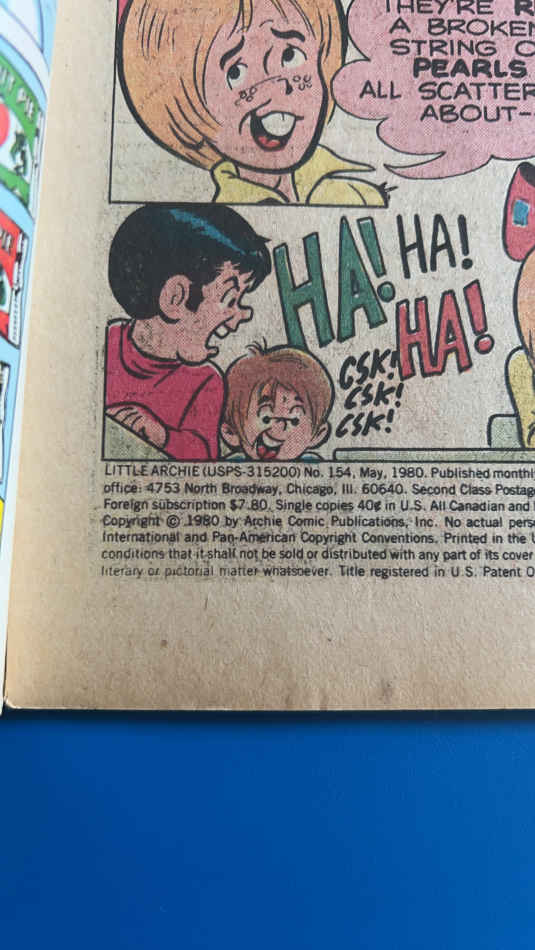 THEY'RE
A BROKEN
STRING
PEARLS
ALL SCATTER
ABOUT-
HA! HA!
HA!
GSK!
GSK!
GSK!
LITTLE ARCHIE (USPS-315200) No. 154, May, 1980. Published monthl
office: 4753 North Broadway, Chicago, Ill. 60640. Second Class Postag
Foreign subscription $7.80. Single copies 40¢ in U.S. All Canadian and
Copyright © 1980 by Archie Comic Publications, Inc. No actual pers
International and Pan-American Copyright Conventions. Printed in the
conditions that it shall not be sold or distributed with any part of its cover
literary or pictorial matter whatsoever. Title registered in U.S. Patent O